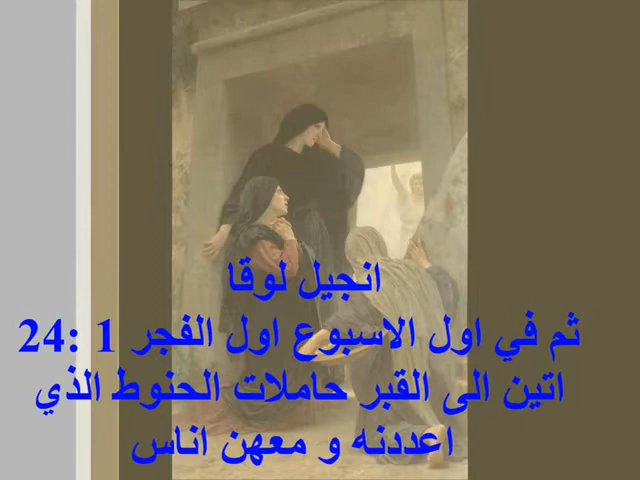 انجيل لوقا
24: 1 ثم في اول الاسبوع اول الفجر
اتين الى القبر حاملات الحنوط الذي
اعددنه و معهن اناس